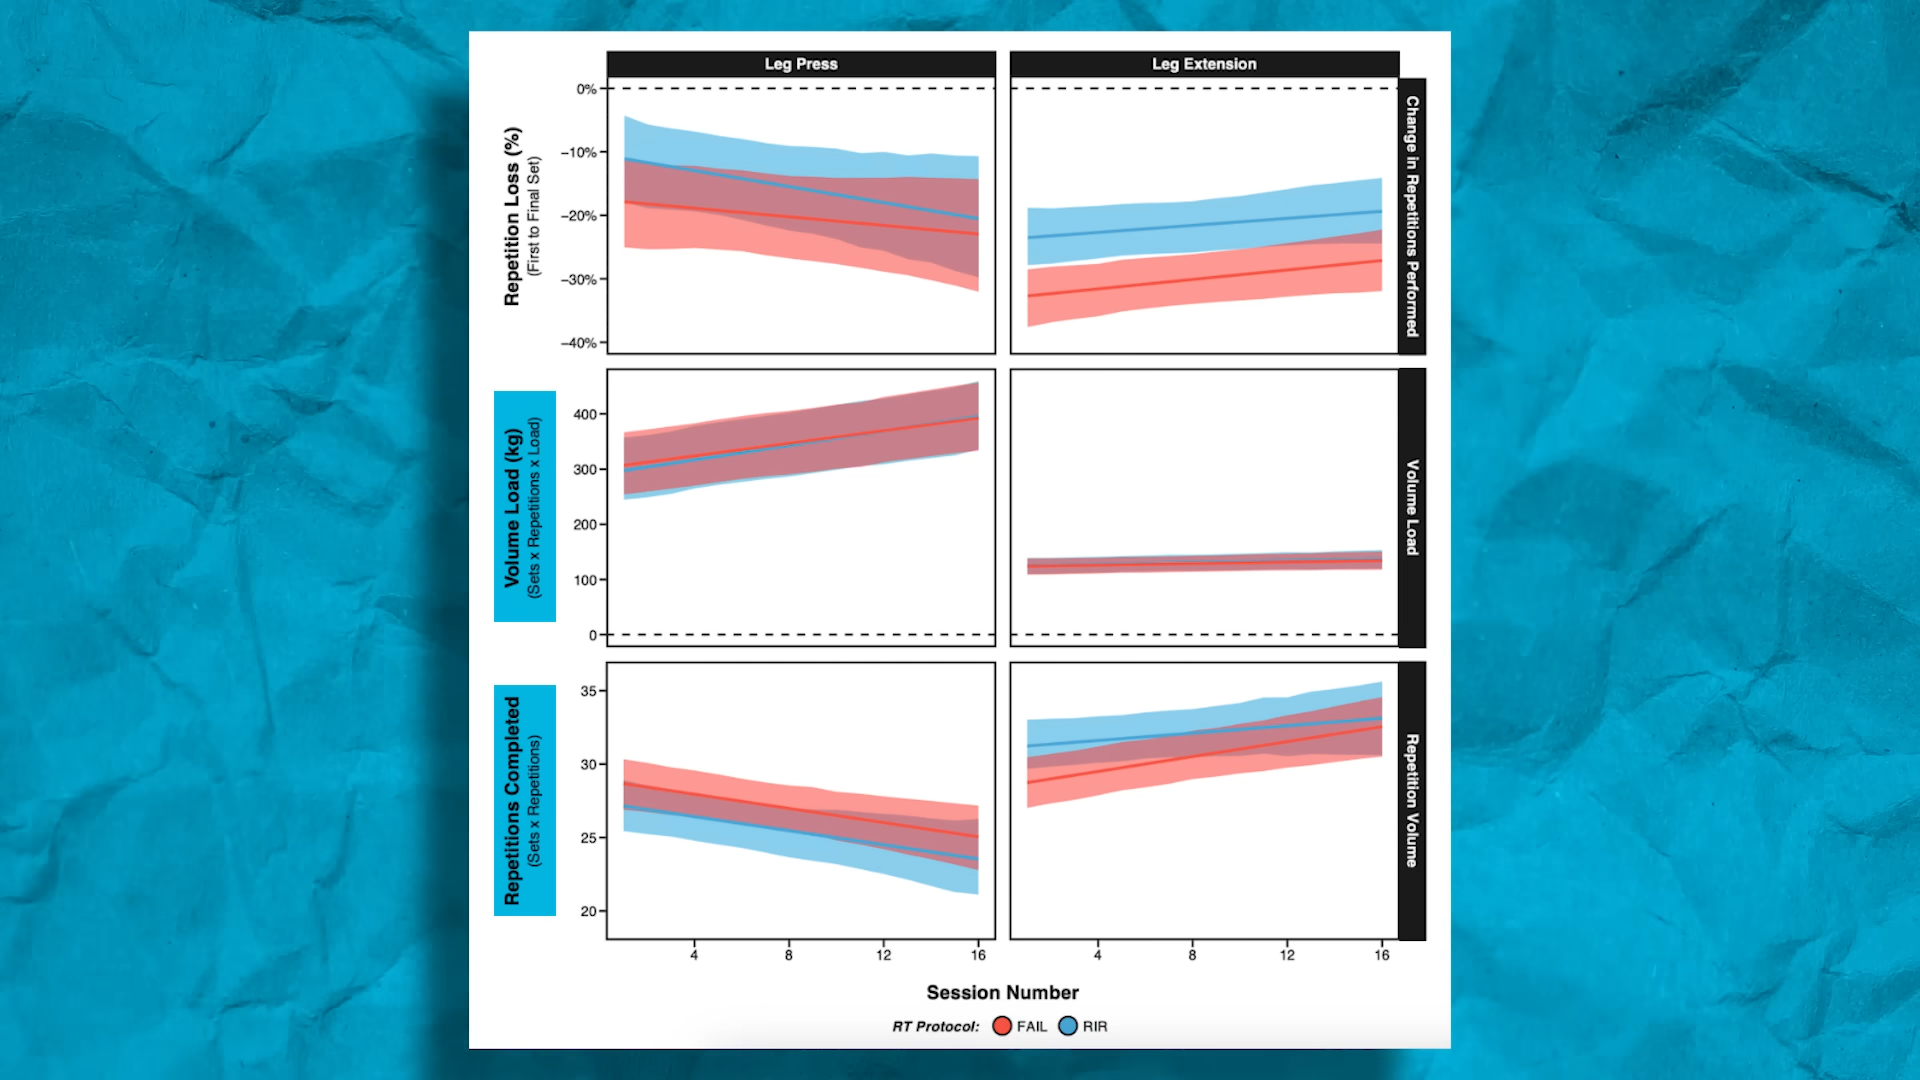 Leg Press
Leg Extension
Repetition Loss (%)
(First to Final Set)
0%
−10%
−20%
−30%
−40%
Change in Repetitions Performed
Volume Load (kg)
(Sets x Repetitions x Load)
400
300
200
100
0
Volume Load
Repetitions Completed
(Sets x Repetitions)
35
30
25
20
Repetition Volume
4 8 12 16
4 8 12 16
Session Number
RT Protocol: FAIL RIR